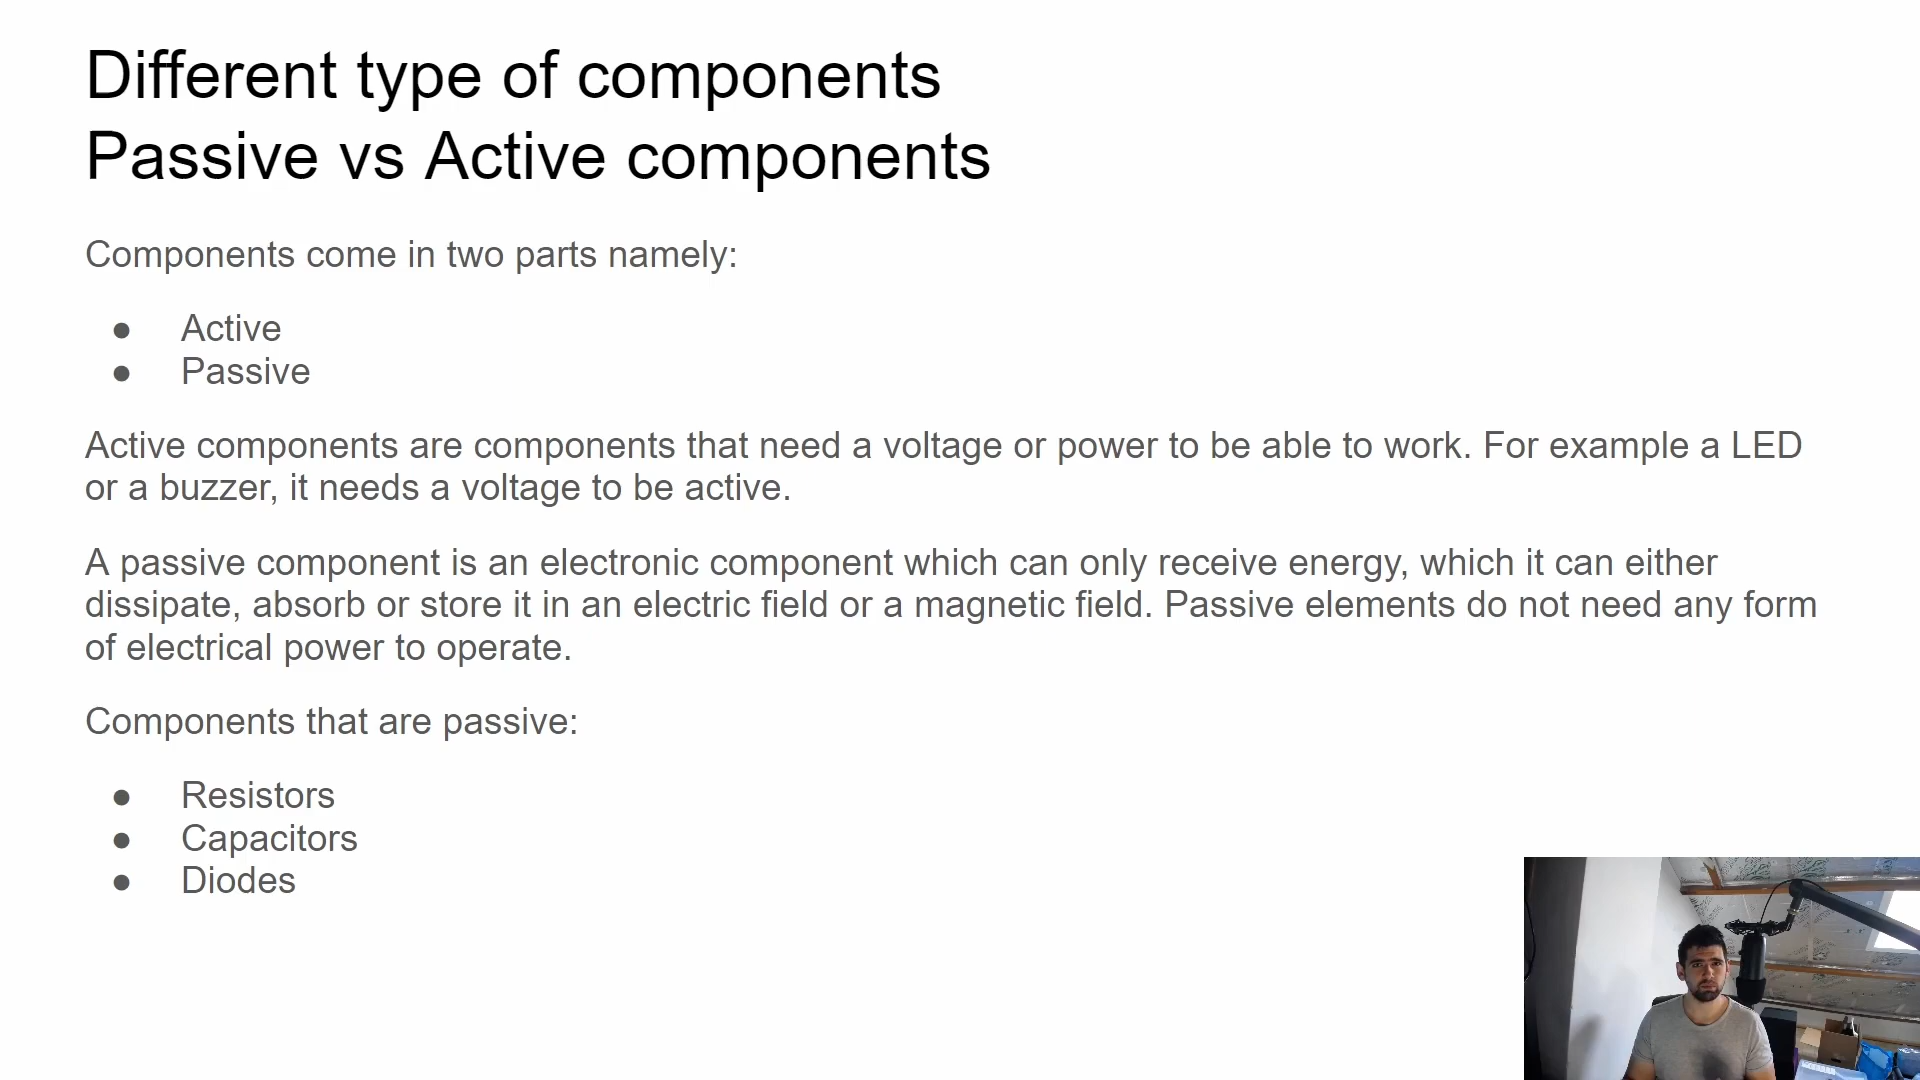 Different type of components
Passive vs Active components
Components come in two parts namely:
● Active
● Passive
Active components are components that need a voltage or power to be able to work. For example a LED
or a buzzer, it needs a voltage to be active.
A passive component is an electronic component which can only receive energy, which it can either
dissipate, absorb or store it in an electric field or a magnetic field. Passive elements do not need any form
of electrical power to operate.
Components that are passive:
● Resistors
● Capacitors
● Diodes